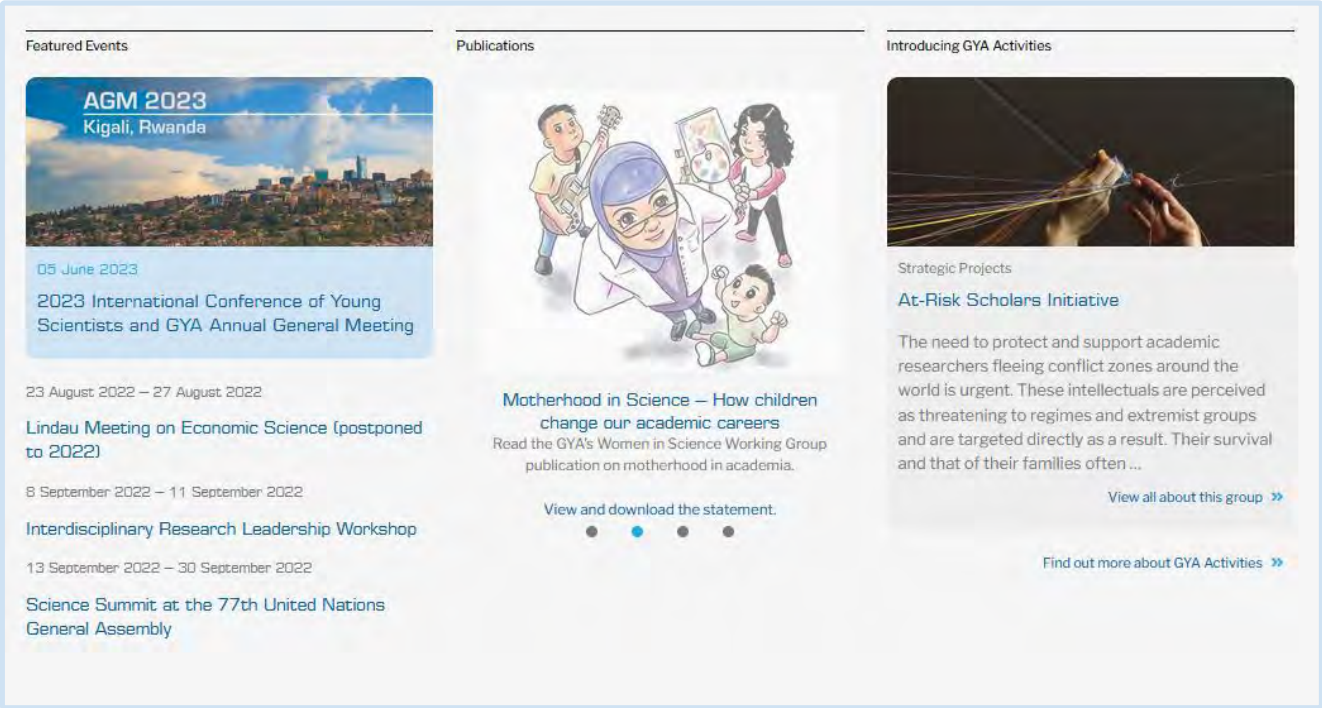 Featured Events
AGM 2023
Kigali, Rwanda
05 June 2023
2023 International Conference of Young
Scientists and GYA Annual General Meeting
23 August 2022 – 27 August 2022
Lindau Meeting on Economic Science (postponed
to 2022)
8 September 2022 – 11 September 2022
Interdisciplinary Research Leadership Workshop
13 September 2022 – 30 September 2022
Science Summit at the 77th United Nations
General Assembly
Publications
Motherhood in Science – How children
change our academic careers
Read the GYA's Women in Science Working Group
publication on motherhood in academia.
View and download the statement.
Introducing GYA Activities
Strategic Projects
At-Risk Scholars Initiative
The need to protect and support academic
researchers fleeing conflict zones around the
world is urgent. These intellectuals are perceived
as threatening to regimes and extremist groups
and are targeted directly as a result. Their survival
and that of their families often ...
View all about this group »
Find out more about GYA Activities »